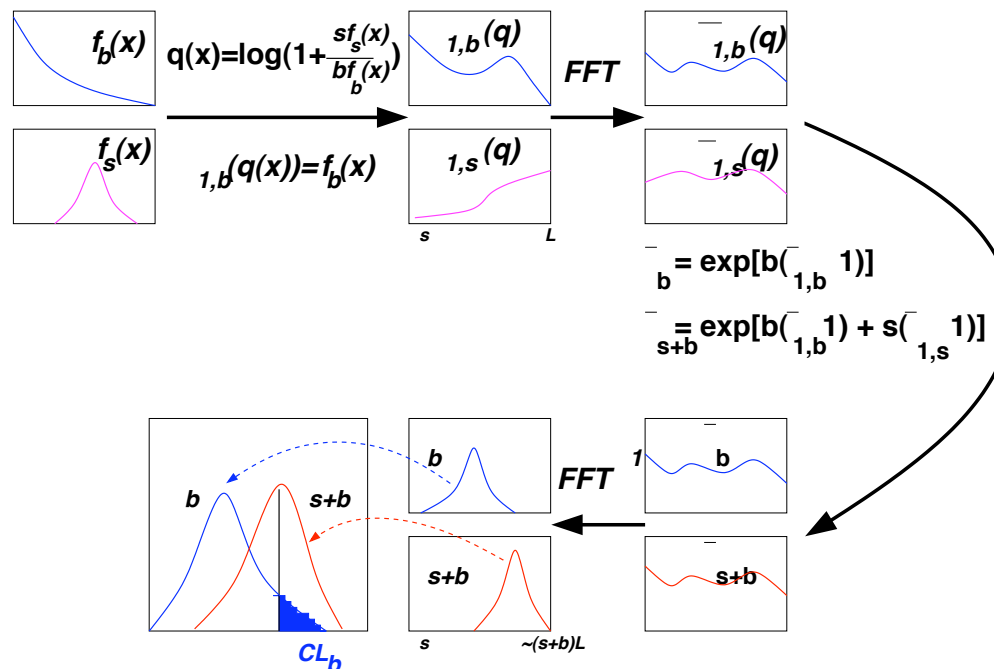 f_b(x)
q(x)=log(1+ sf_s(x)/bf_b(x))
1,b(q)
FFT
‾1,b(q)
f_s(x)
1,b(q(x))=f_b(x)
1,s(q)
s L
‾1,s(q)
‾b = exp[b(‾1,b 1)]
‾s+b = exp[b(‾1,b 1) + s(‾1,s 1)]
b s+b
CL_b
b
FFT
1 ‾b
s+b
s ~(s+b)L
‾s+b